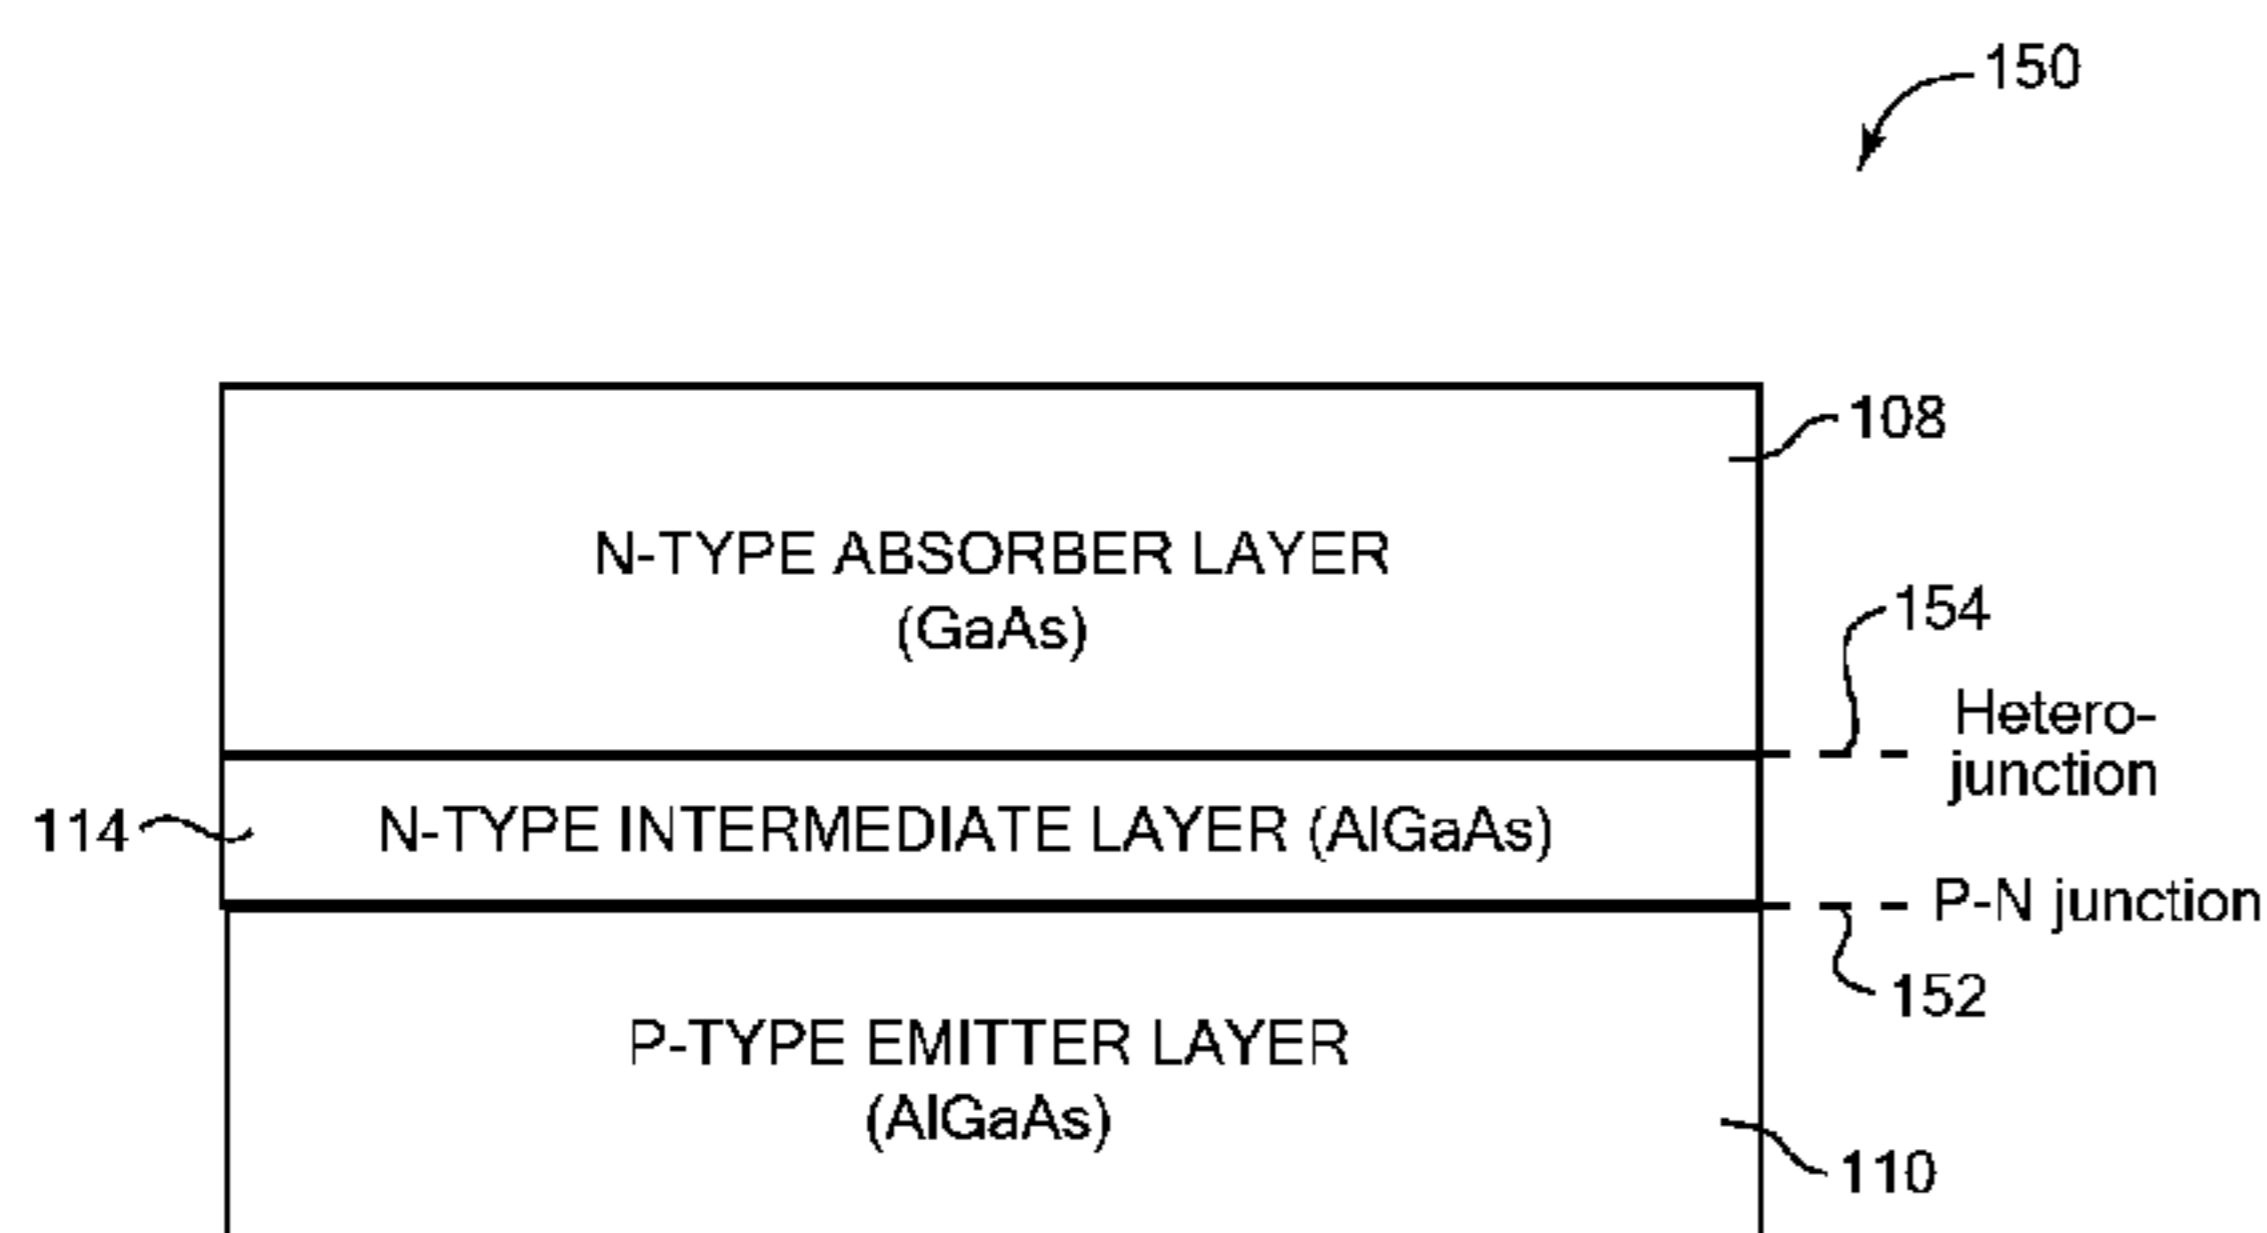 150
108
N-TYPE ABSORBER LAYER
(GaAs)
154
Hetero-
junction
114
N-TYPE INTERMEDIATE LAYER (AlGaAs)
P-N junction
152
P-TYPE EMITTER LAYER
(AlGaAs)
110